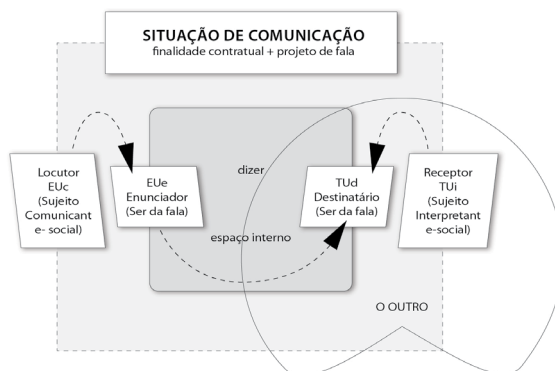 SITUAÇÃO DE COMUNICAÇÃO
finalidade contratual + projeto de fala
Locutor
EUc
(Sujeito
Comunicant
e- social)
EUe
Enunciador
(Ser da fala)
dizer
espaço interno
TUd
Destinatário
(Ser da fala)
Receptor
TUi
(Sujeito
Interpretant
e-social)
O OUTRO